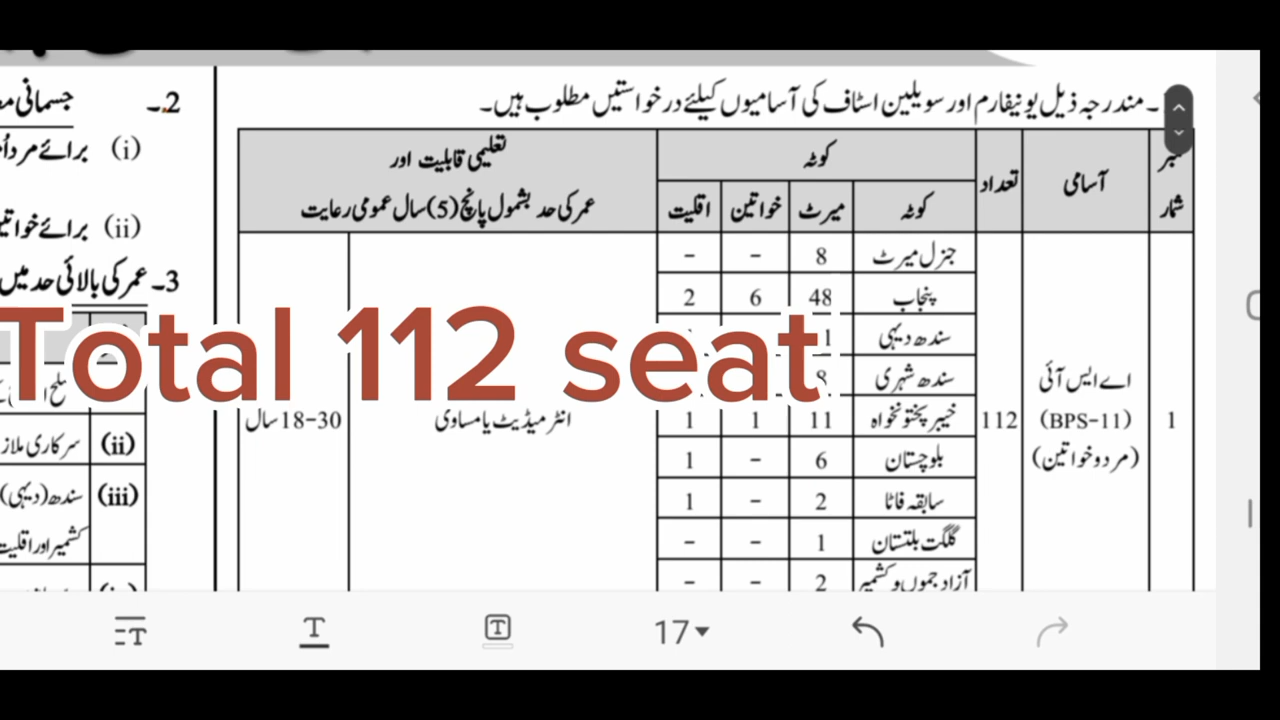 ۔ مندرجہ ذیل یونیفارم اور سویلین اسٹاف کی آسامیوں کیلئے درخواستیں مطلوب ہیں۔
شمار
آسامی
تعداد
کوٹہ
تعلیمی قابلیت اور
عمر کی حد بشمول پانچ (5) سال عمومی رعایت
کوٹہ
میرٹ
خواتین
اقلیت
1
اے ایس آئی
(BPS-11)
(مرد و خواتین)
112
جنرل میرٹ 8 - -
پنجاب 48 6 2
سندھ دیہی
سندھ شہری
خیبر پختونخواہ 11 1 1
بلوچستان 6 - 1
سابقہ فاٹا 2 - 1
گلگت بلتستان 1 - -
آزاد جموں و کشمیر 2 - -
انٹر میڈیٹ یا مساوی
18-30 سال
Total 112 seat
2۔ جسمانی
(i) برائے مرد
(ii) برائے
3۔ عمر کی بالائی حد میں
(ii) سرکاری
(iii) سندھ (دیہی)
کشمیر اور اقلیت
17